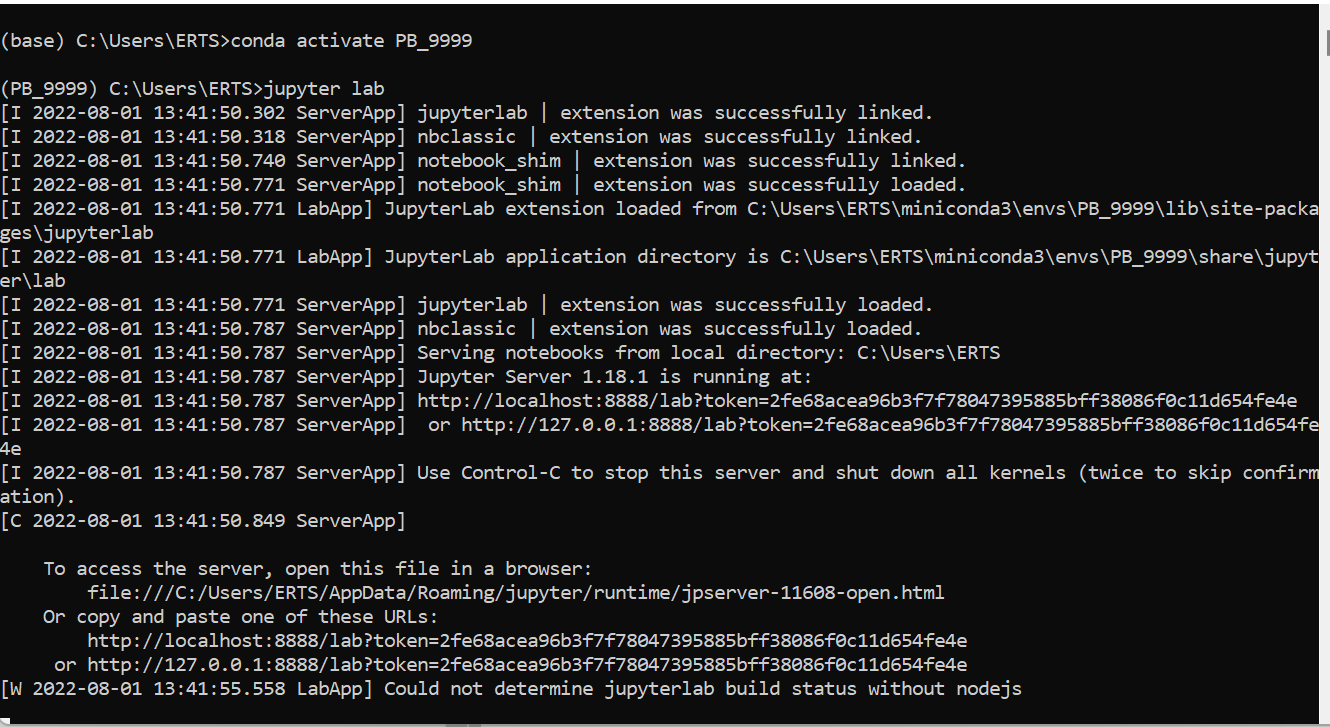 (base) C:\Users\ERTS>conda activate PB_9999
(PB_9999) C:\Users\ERTS>jupyter lab
[I 2022-08-01 13:41:50.302 ServerApp] jupyterlab | extension was successfully linked.
[I 2022-08-01 13:41:50.318 ServerApp] nbclassic | extension was successfully linked.
[I 2022-08-01 13:41:50.740 ServerApp] notebook_shim | extension was successfully linked.
[I 2022-08-01 13:41:50.771 ServerApp] notebook_shim | extension was successfully loaded.
[I 2022-08-01 13:41:50.771 LabApp] JupyterLab extension loaded from C:\Users\ERTS\miniconda3\envs\PB_9999\lib\site-packa
ges\jupyterlab
[I 2022-08-01 13:41:50.771 LabApp] JupyterLab application directory is C:\Users\ERTS\miniconda3\envs\PB_9999\share\jupyt
er\lab
[I 2022-08-01 13:41:50.771 ServerApp] jupyterlab | extension was successfully loaded.
[I 2022-08-01 13:41:50.787 ServerApp] nbclassic | extension was successfully loaded.
[I 2022-08-01 13:41:50.787 ServerApp] Serving notebooks from local directory: C:\Users\ERTS
[I 2022-08-01 13:41:50.787 ServerApp] Jupyter Server 1.18.1 is running at:
[I 2022-08-01 13:41:50.787 ServerApp] http://localhost:8888/lab?token=2fe68acea96b3f7f78047395885bff38086f0c11d654fe4e
[I 2022-08-01 13:41:50.787 ServerApp]  or http://127.0.0.1:8888/lab?token=2fe68acea96b3f7f78047395885bff38086f0c11d654fe
4e
[I 2022-08-01 13:41:50.787 ServerApp] Use Control-C to stop this server and shut down all kernels (twice to skip confirm
ation).
[C 2022-08-01 13:41:50.849 ServerApp]
    To access the server, open this file in a browser:
        file:///C:/Users/ERTS/AppData/Roaming/jupyter/runtime/jpserver-11608-open.html
    Or copy and paste one of these URLs:
        http://localhost:8888/lab?token=2fe68acea96b3f7f78047395885bff38086f0c11d654fe4e
     or http://127.0.0.1:8888/lab?token=2fe68acea96b3f7f78047395885bff38086f0c11d654fe4e
[W 2022-08-01 13:41:55.558 LabApp] Could not determine jupyterlab build status without nodejs